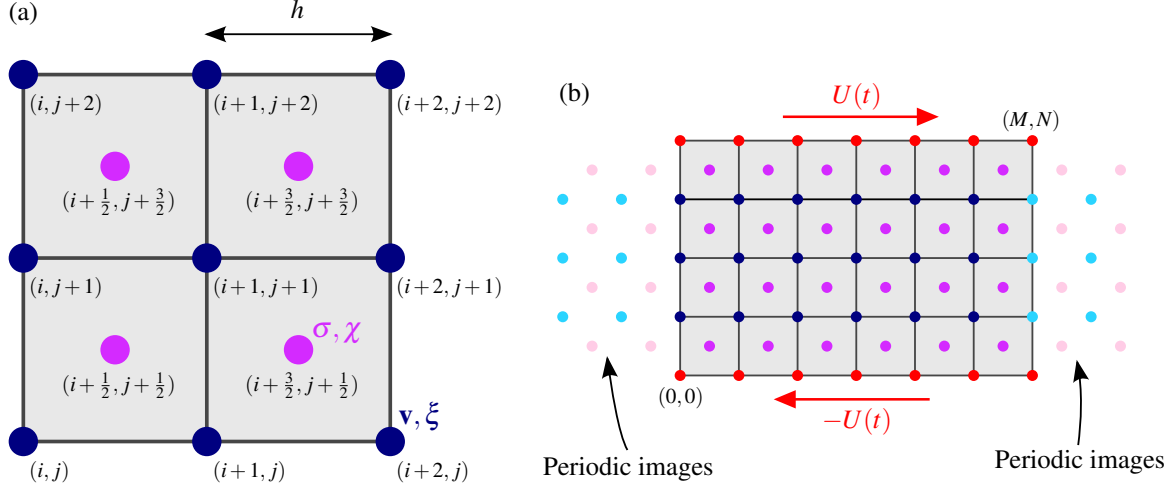 (a)
h
(i, j+2)
(i+1, j+2)
(i+2, j+2)
(i+½, j+3⁄2)
(i+3⁄2, j+3⁄2)
(i, j+1)
(i+1, j+1)
(i+2, j+1)
σ, χ
(i+½, j+½)
(i+3⁄2, j+½)
v, ξ
(i, j)
(i+1, j)
(i+2, j)
(b)
U(t)
(M, N)
(0,0)
−U(t)
Periodic images
Periodic images